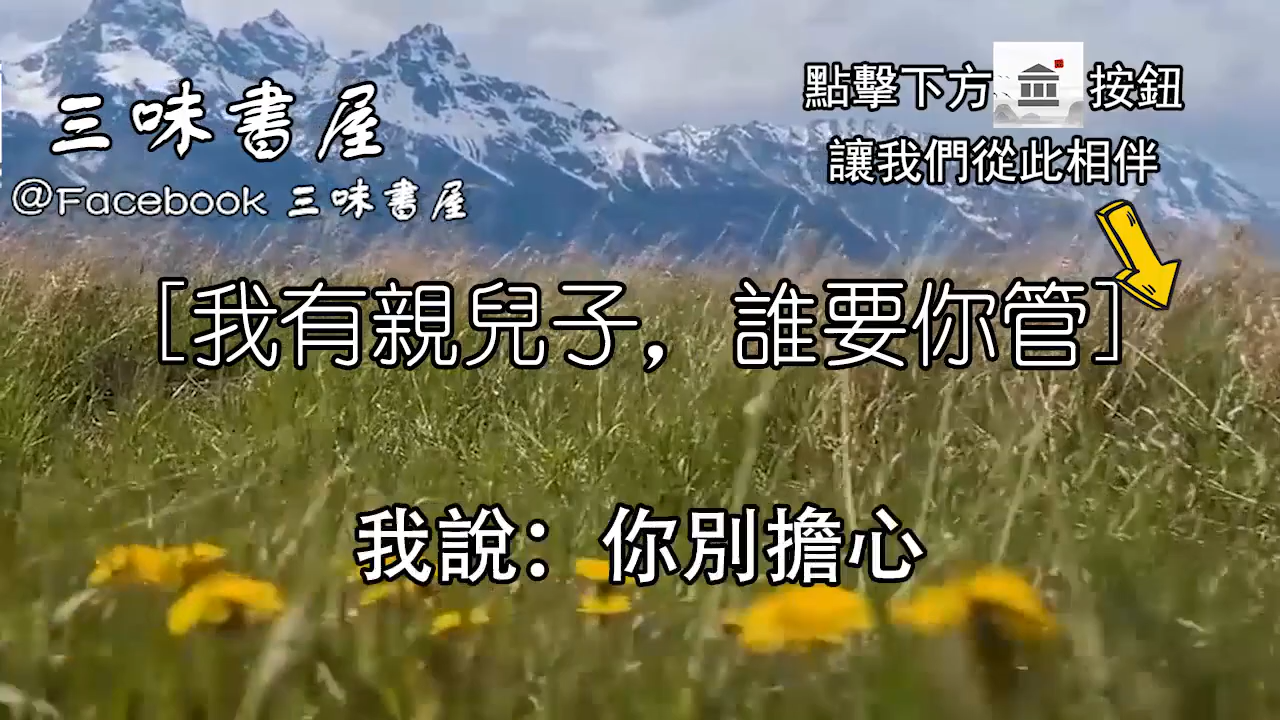 三味書屋
@Facebook 三味書屋
點擊下方 按鈕
讓我們從此相伴
[我有親兒子，誰要你管]
我說：你別擔心